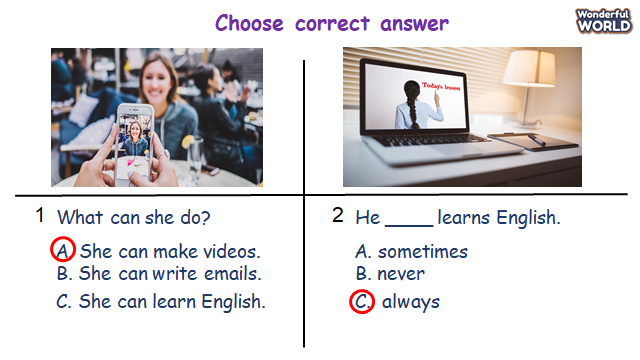 Choose correct answer
Wonderful
WORLD
Today's lesson
1 What can she do?
A. She can make videos.
B. She can write emails.
C. She can learn English.
2 He ____ learns English.
A. sometimes
B. never
C. always